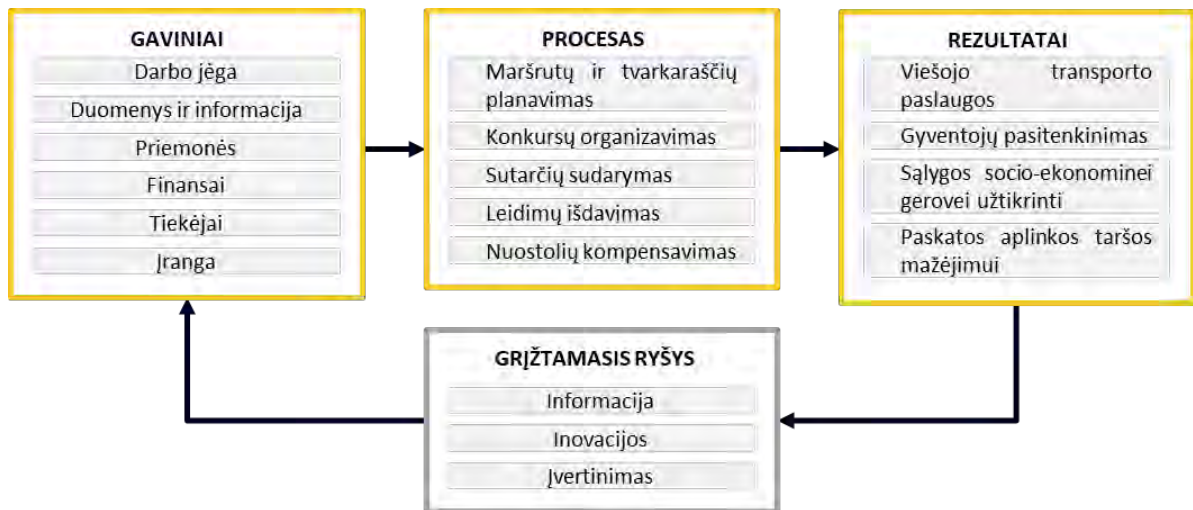 GAVINIAI
Darbo jėga
Duomenys ir informacija
Priemonės
Finansai
Tiekėjai
Įranga
PROCESAS
Maršrutų ir tvarkaraščių
planavimas
Konkursų organizavimas
Sutarčių sudarymas
Leidimų išdavimas
Nuostolių kompensavimas
REZULTATAI
Viešojo transporto
paslaugos
Gyventojų pasitenkinimas
Sąlygos socio-ekonominei
gerovei užtikrinti
Paskatos aplinkos taršos
mažėjimui
GRĮŽTAMASIS RYŠYS
Informacija
Inovacijos
Įvertinimas